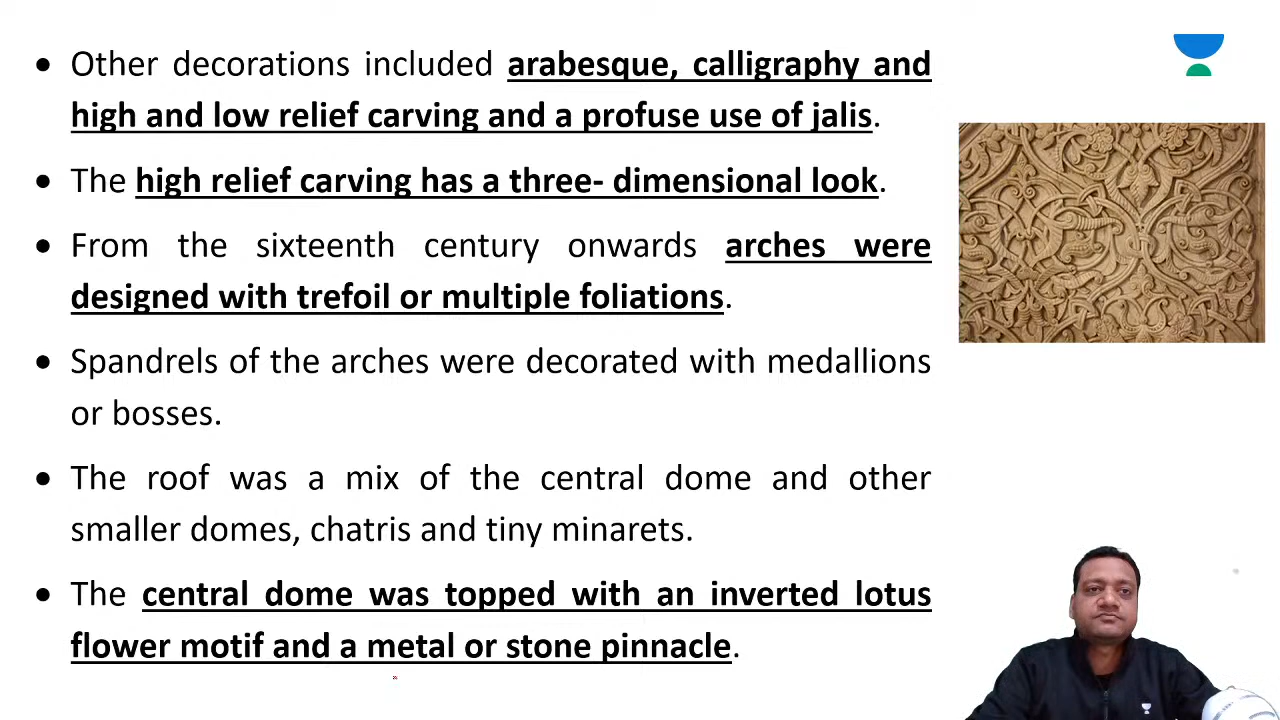 • Other decorations included arabesque, calligraphy and
high and low relief carving and a profuse use of jalis.
• The high relief carving has a three- dimensional look.
• From the sixteenth century onwards arches were
designed with trefoil or multiple foliations.
• Spandrels of the arches were decorated with medallions
or bosses.
• The roof was a mix of the central dome and other
smaller domes, chatris and tiny minarets.
• The central dome was topped with an inverted lotus
flower motif and a metal or stone pinnacle.